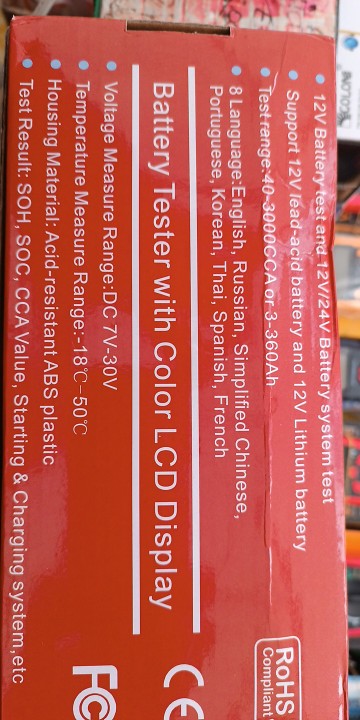 12V Battery test and 12V/24V Battery system test
Support 12V lead-acid battery and 12V Lithium battery
Test range:40-3000CCA or 3-360Ah
8 Language:English, Russian, Simplified Chinese,
Portuguese, Korean, Thai, Spanish, French
Battery Tester with Color LCD Display
Voltage Measure Range:DC 7V-30V
Temperature Measure Range:-18℃-50℃
Housing Material: Acid-resistant ABS plastic
Test Result: SOH, SOC, CCA Value, Starting & Charging system,etc
RoHS
Compliant
CE
FC